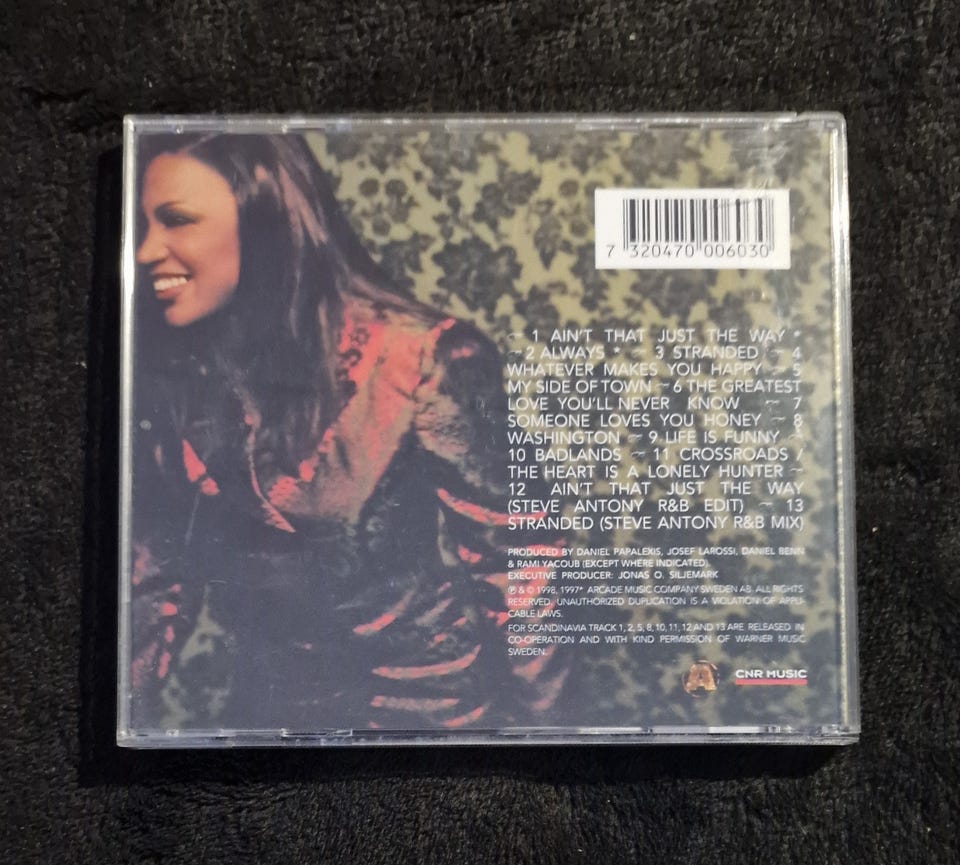 7 320470 006030
~ 1 AIN'T THAT JUST THE WAY *
~ 2 ALWAYS * ~ 3 STRANDED ~ 4
WHATEVER MAKES YOU HAPPY ~ 5
MY SIDE OF TOWN ~ 6 THE GREATEST
LOVE YOU'LL NEVER KNOW ~ 7
SOMEONE LOVES YOU HONEY ~ 8
WASHINGTON ~ 9 LIFE IS FUNNY ~
10 BADLANDS ~ 11 CROSSROADS /
THE HEART IS A LONELY HUNTER ~
12 AIN'T THAT JUST THE WAY
(STEVE ANTONY R&B EDIT) ~ 13
STRANDED (STEVE ANTONY R&B MIX)
PRODUCED BY DANIEL PAPALEXIS, JOSEF LAROSSI, DANIEL BENN
& RAMI YACOUB (EXCEPT WHERE INDICATED).
EXECUTIVE PRODUCER: JONAS O. SILJEMARK
℗ & © 1998, 1997* ARCADE MUSIC COMPANY SWEDEN AB. ALL RIGHTS
RESERVED. UNAUTHORIZED DUPLICATION IS A VIOLATION OF APPLI-
CABLE LAWS.
FOR SCANDINAVIA TRACK 1, 2, 5, 8, 10, 11, 12 AND 13 ARE RELEASED IN
CO-OPERATION AND WITH KIND PERMISSION OF WARNER MUSIC
SWEDEN.
A CNR MUSIC